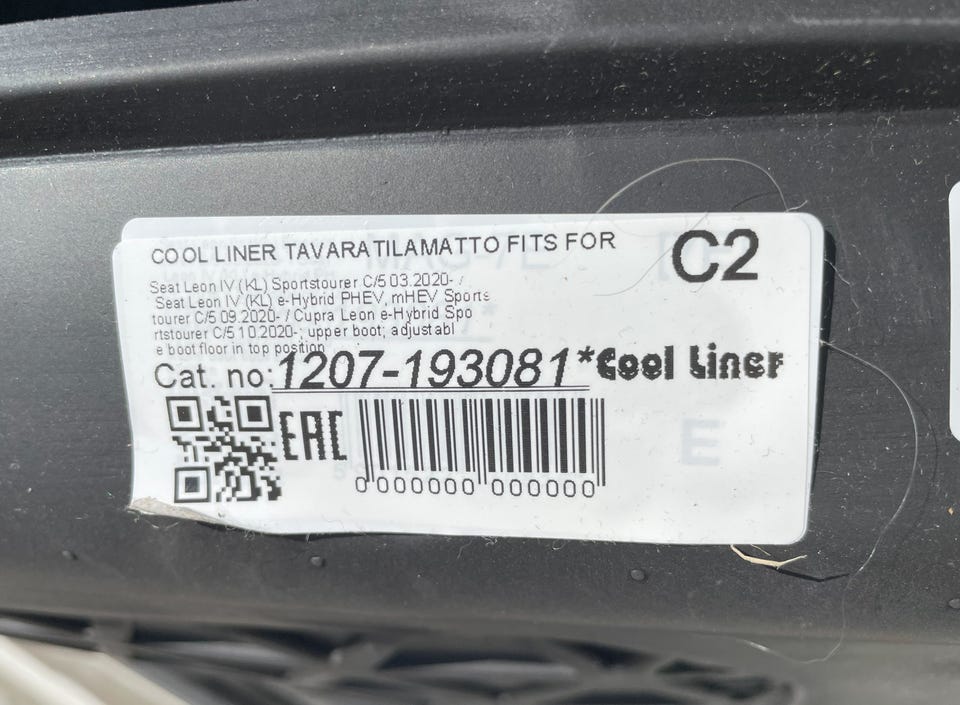 COOL LINER TAVARATILAMATTO FITS FOR
C2
Seat Leon IV (KL) Sportstourer C/5 03.2020- /
Seat Leon IV (KL) e-Hybrid PHEV, mHEV Sports
tourer C/5 09.2020- / Cupra Leon e-Hybrid Spo
rtstourer C/5 10.2020-; upper boot; adjustabl
e boot floor in top position
Cat. no: 1207-193081*
Cool Liner
EAC
0 000000 000000
E